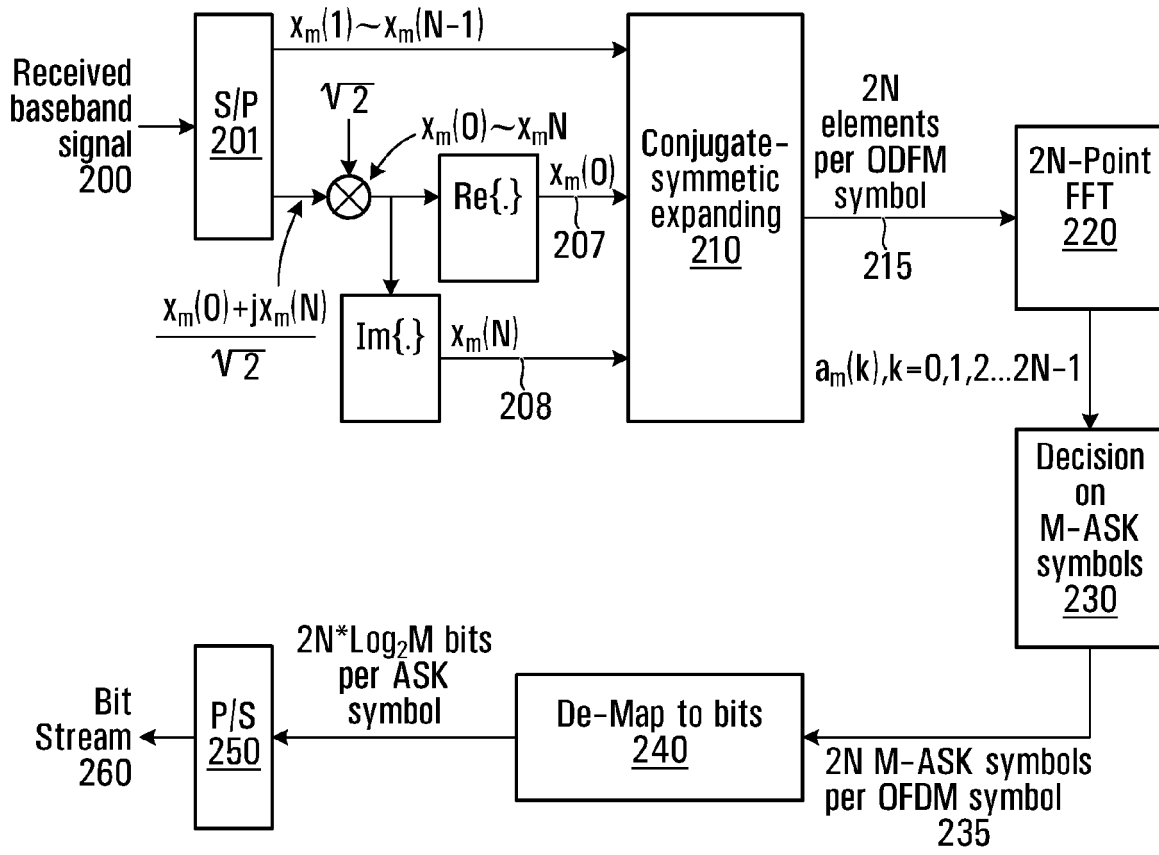 Received
baseband
signal
200
S/P
201
xₘ(1)~xₘ(N-1)
√2
xₘ(0)~xₘN
xₘ(0)+jxₘ(N)
√2
Re{.}
xₘ(0)
207
Im{.}
xₘ(N)
208
Conjugate-
symmetic
expanding
210
2N
elements
per ODFM
symbol
215
2N-Point
FFT
220
aₘ(k),k=0,1,2...2N-1
Decision
on
M-ASK
symbols
230
2N M-ASK symbols
per OFDM symbol
235
De-Map to bits
240
2N*Log₂M bits
per ASK
symbol
P/S
250
Bit
Stream
260